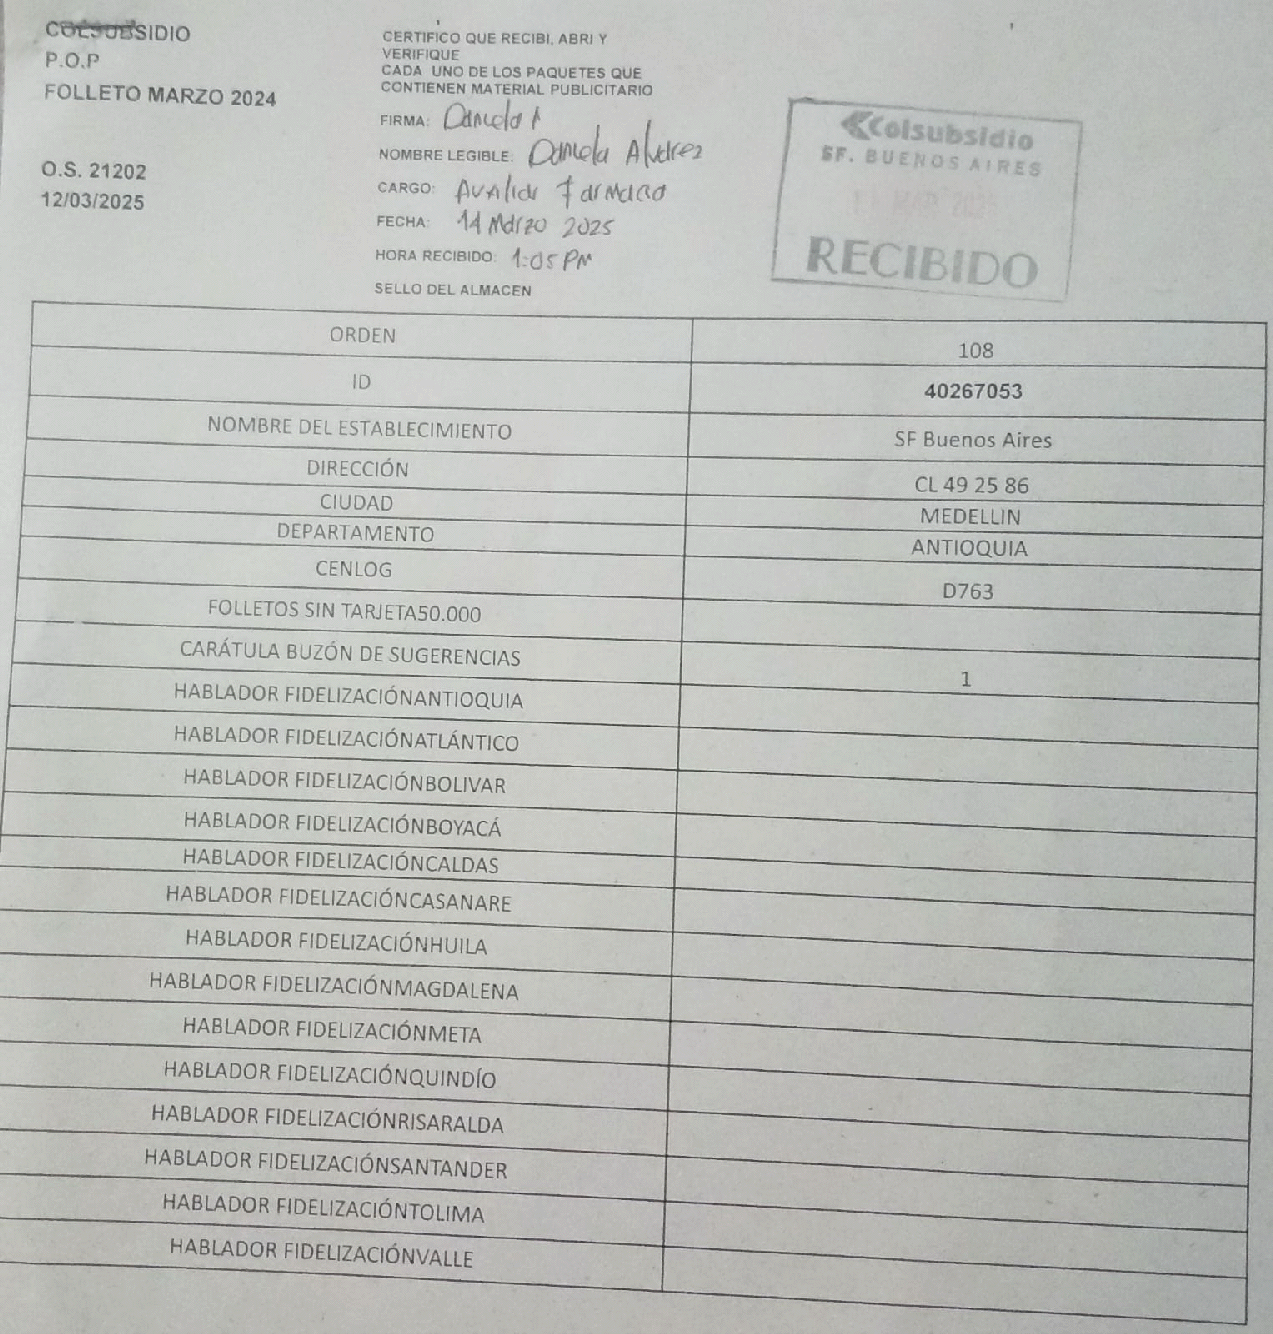 COLSUBSIDIO
P.O.P
FOLLETO MARZO 2024
O.S. 21202
12/03/2025
CERTIFICO QUE RECIBI, ABRI Y
VERIFIQUE
CADA UNO DE LOS PAQUETES QUE
CONTIENEN MATERIAL PUBLICITARIO
FIRMA: Daniela A
NOMBRE LEGIBLE: Daniela Alvarez
CARGO: Auxiliar Farmacia
FECHA: 14 Marzo 2025
HORA RECIBIDO: 1:05 PM
SELLO DEL ALMACEN
Colsubsidio
SF. BUENOS AIRES
MAR 2025
RECIBIDO
ORDEN 108
ID 40267053
NOMBRE DEL ESTABLECIMIENTO SF Buenos Aires
DIRECCIÓN CL 49 25 86
CIUDAD MEDELLIN
DEPARTAMENTO ANTIOQUIA
CENLOG D763
FOLLETOS SIN TARJETA50.000
CARÁTULA BUZÓN DE SUGERENCIAS 1
HABLADOR FIDELIZACIÓNANTIOQUIA
HABLADOR FIDELIZACIÓNATLÁNTICO
HABLADOR FIDELIZACIÓNBOLIVAR
HABLADOR FIDELIZACIÓNBOYACÁ
HABLADOR FIDELIZACIÓNCALDAS
HABLADOR FIDELIZACIÓNCASANARE
HABLADOR FIDELIZACIÓNHUILA
HABLADOR FIDELIZACIÓNMAGDALENA
HABLADOR FIDELIZACIÓNMETA
HABLADOR FIDELIZACIÓNQUINDÍO
HABLADOR FIDELIZACIÓNRISARALDA
HABLADOR FIDELIZACIÓNSANTANDER
HABLADOR FIDELIZACIÓNTOLIMA
HABLADOR FIDELIZACIÓNVALLE